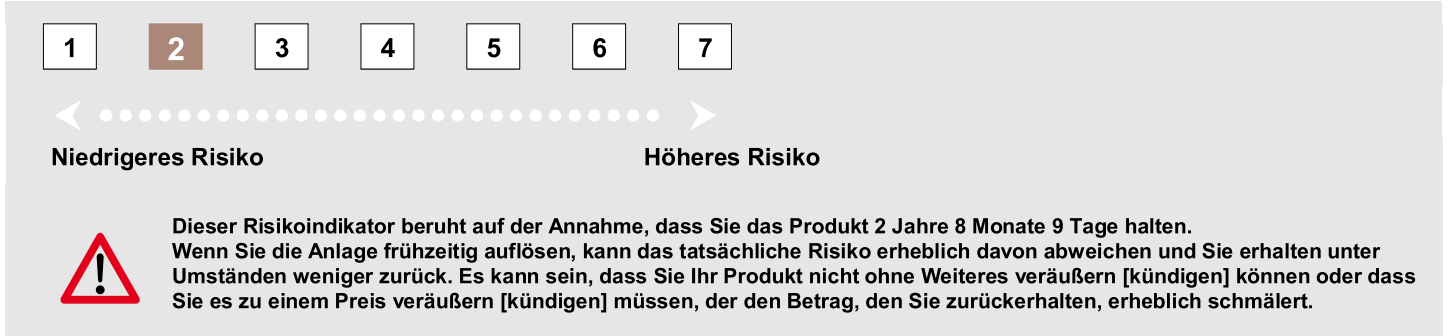 1 2 3 4 5 6 7
Niedrigeres Risiko Höheres Risiko
Dieser Risikoindikator beruht auf der Annahme, dass Sie das Produkt 2 Jahre 8 Monate 9 Tage halten.
Wenn Sie die Anlage frühzeitig auflösen, kann das tatsächliche Risiko erheblich davon abweichen und Sie erhalten unter
Umständen weniger zurück. Es kann sein, dass Sie Ihr Produkt nicht ohne Weiteres veräußern [kündigen] können oder dass
Sie es zu einem Preis veräußern [kündigen] müssen, der den Betrag, den Sie zurückerhalten, erheblich schmälert.